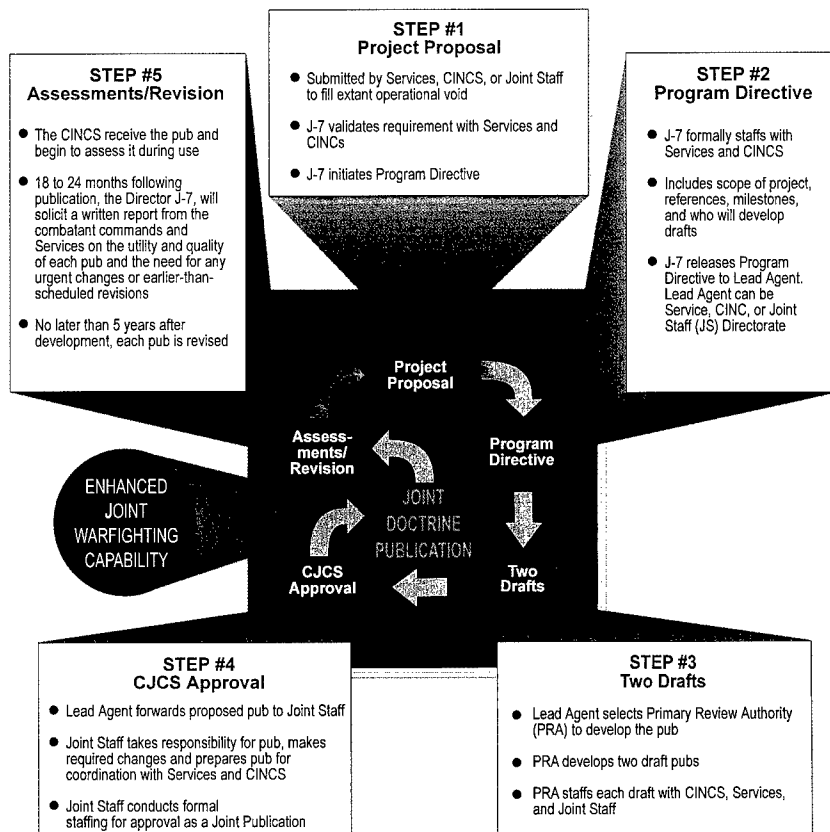 STEP #1
Project Proposal
● Submitted by Services, CINCS, or Joint Staff
to fill extant operational void
● J-7 validates requirement with Services and
CINCs
● J-7 initiates Program Directive
STEP #2
Program Directive
● J-7 formally staffs with
Services and CINCS
● Includes scope of project,
references, milestones,
and who will develop
drafts
● J-7 releases Program
Directive to Lead Agent.
Lead Agent can be
Service, CINC, or Joint
Staff (JS) Directorate
STEP #3
Two Drafts
● Lead Agent selects Primary Review Authority
(PRA) to develop the pub
● PRA develops two draft pubs
● PRA staffs each draft with CINCS, Services,
and Joint Staff
STEP #4
CJCS Approval
● Lead Agent forwards proposed pub to Joint Staff
● Joint Staff takes responsibility for pub, makes
required changes and prepares pub for
coordination with Services and CINCS
● Joint Staff conducts formal
staffing for approval as a Joint Publication
STEP #5
Assessments/Revision
● The CINCS receive the pub and
begin to assess it during use
● 18 to 24 months following
publication, the Director J-7, will
solicit a written report from the
combatant commands and
Services on the utility and quality
of each pub and the need for any
urgent changes or earlier-than-
scheduled revisions
● No later than 5 years after
development, each pub is revised
Project
Proposal
Program
Directive
Two
Drafts
CJCS
Approval
Assess-
ments/
Revision
JOINT
DOCTRINE
PUBLICATION
ENHANCED
JOINT
WARFIGHTING
CAPABILITY